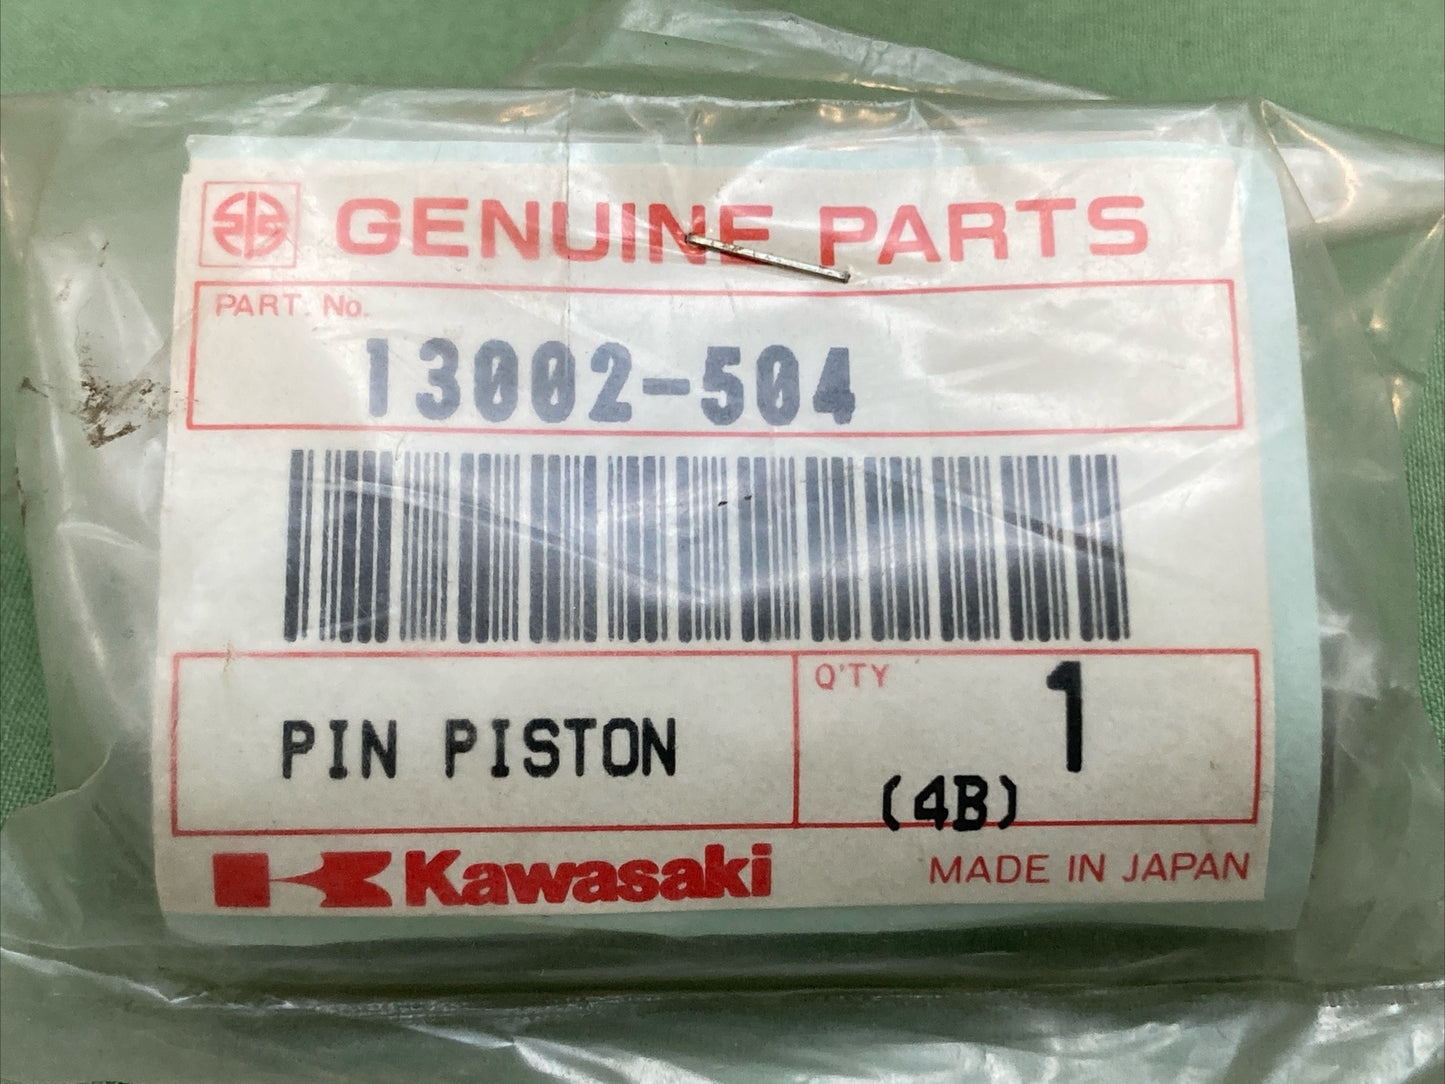 GENUINE PARTS
PART. No.
13002-504
PIN PISTON
Q'TY
1
(4B)
Kawasaki
MADE IN JAPAN